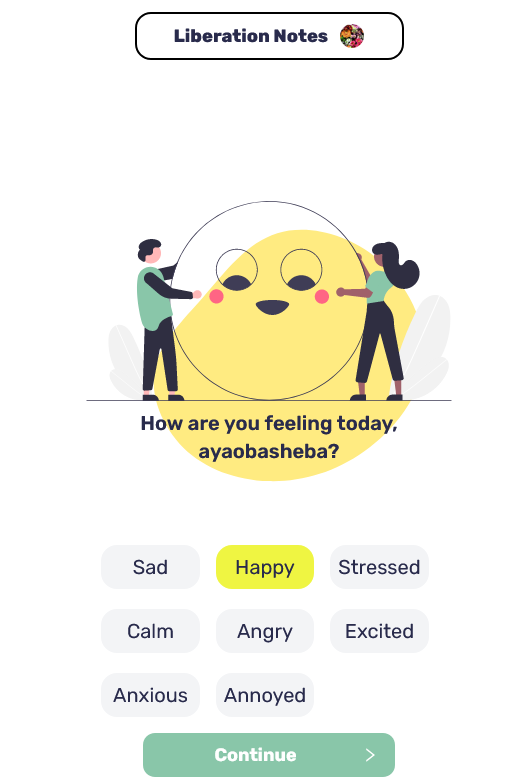 Liberation Notes
How are you feeling today,
ayaobasheba?
Sad
Happy
Stressed
Calm
Angry
Excited
Anxious
Annoyed
Continue